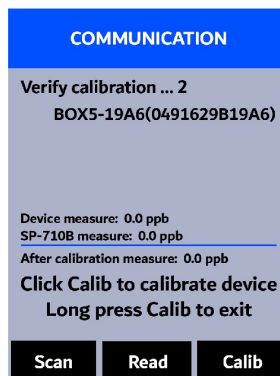 COMMUNICATION
Verify calibration ... 2
BOX5-19A6(0491629B19A6)
Device measure: 0.0 ppb
SP-710B measure: 0.0 ppb
After calibration measure: 0.0 ppb
Click Calib to calibrate device
Long press Calib to exit
Scan Read Calib